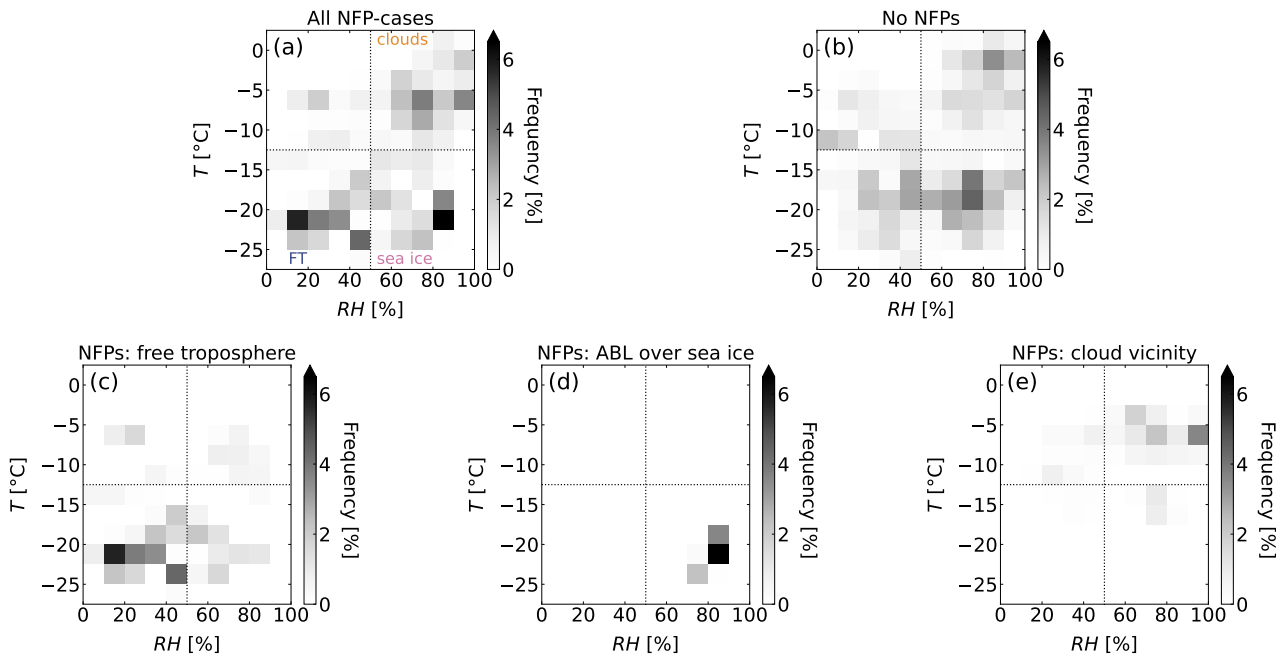 All NFP-cases
(a)
clouds
FT
sea ice
0
−5
−10
−15
−20
−25
T [°C]
0 20 40 60 80 100
RH [%]
6
4
2
0
Frequency [%]
No NFPs
(b)
0
−5
−10
−15
−20
−25
T [°C]
0 20 40 60 80 100
RH [%]
6
4
2
0
Frequency [%]
NFPs: free troposphere
(c)
0
−5
−10
−15
−20
−25
T [°C]
0 20 40 60 80 100
RH [%]
6
4
2
0
Frequency [%]
NFPs: ABL over sea ice
(d)
0
−5
−10
−15
−20
−25
T [°C]
0 20 40 60 80 100
RH [%]
6
4
2
0
Frequency [%]
NFPs: cloud vicinity
(e)
0
−5
−10
−15
−20
−25
T [°C]
0 20 40 60 80 100
RH [%]
6
4
2
0
Frequency [%]